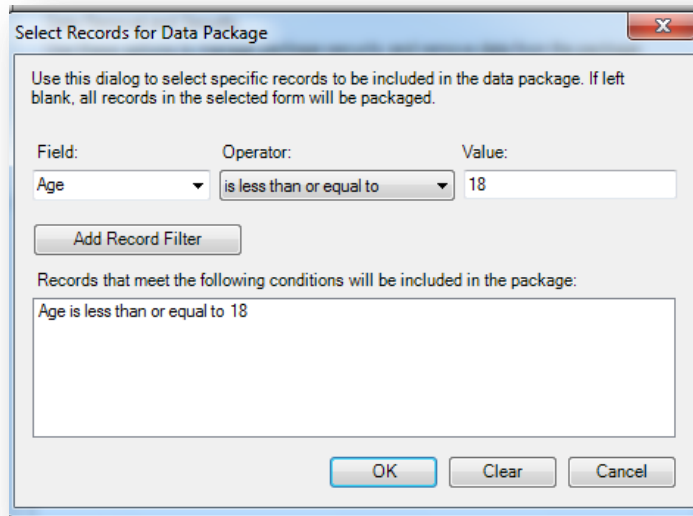 Select Records for Data Package
Use this dialog to select specific records to be included in the data package. If left
blank, all records in the selected form will be packaged.
Field: Operator: Value:
Age is less than or equal to 18
Add Record Filter
Records that meet the following conditions will be included in the package:
Age is less than or equal to 18
OK Clear Cancel